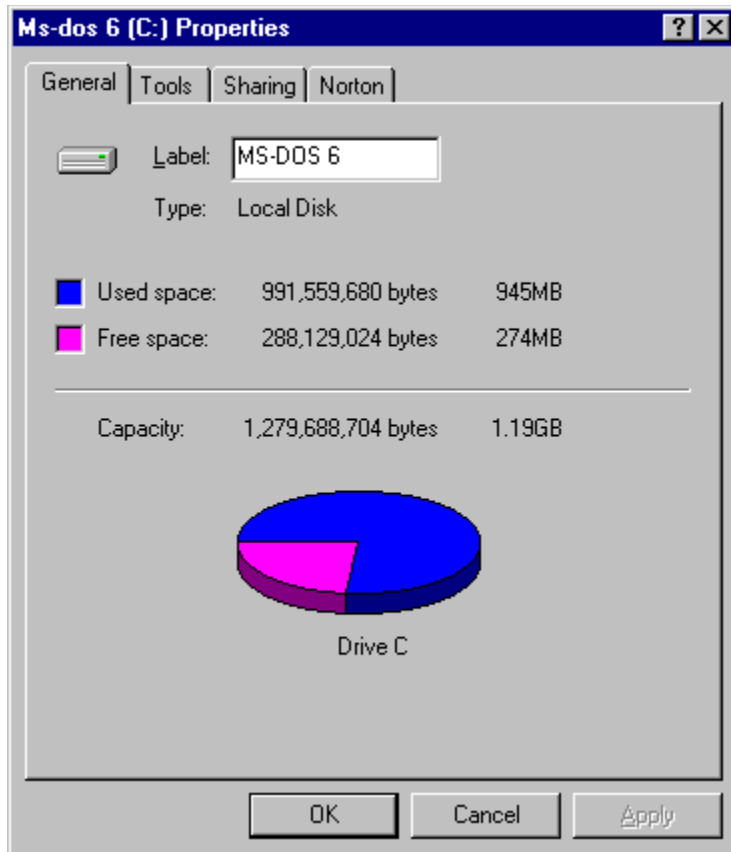 Ms-dos 6 (C:) Properties
General Tools Sharing Norton
Label: MS-DOS 6
Type: Local Disk
Used space: 991,559,680 bytes 945MB
Free space: 288,129,024 bytes 274MB
Capacity: 1,279,688,704 bytes 1.19GB
Drive C
OK Cancel Apply